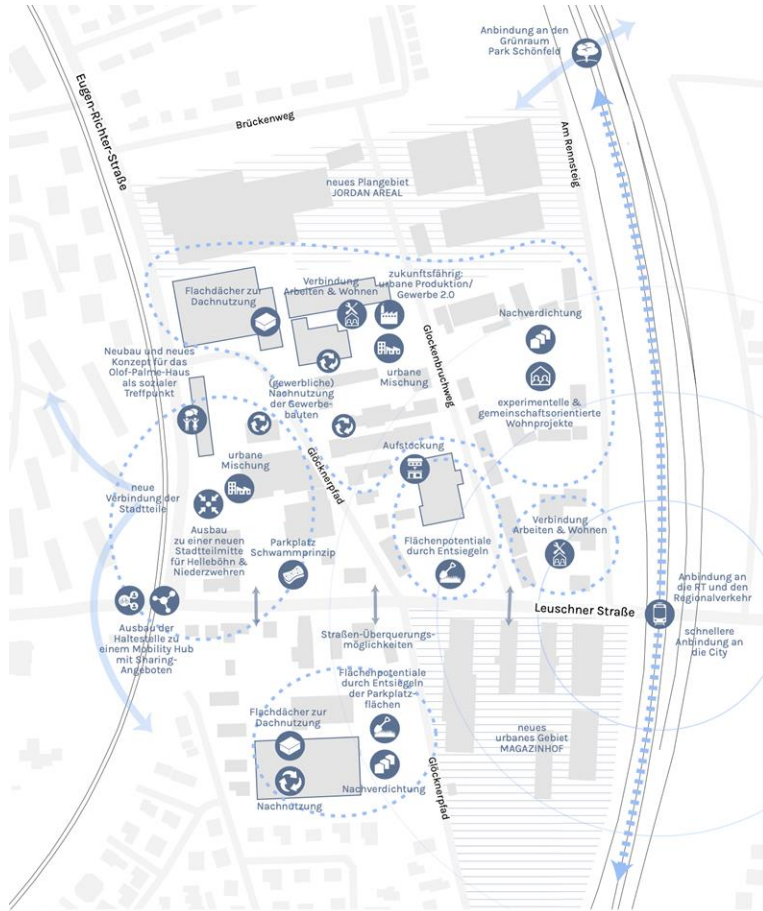 Anbindung an den
Grünraum
Park Schönfeld
Eugen-Richter-Straße
Brückenweg
Am Rennsteig
neues Plangebiet
JORDAN AREAL
Flachdächer zur
Dachnutzung
Verbindung
Arbeiten & Wohnen
zukunftsfährig:
urbane Produktion/
Gewerbe 2.0
Glockenbruchweg
Nachverdichtung
Neubau und neues
Konzept für das
Olof-Palme-Haus
als sozialer
Treffpunkt
(gewerbliche)
Nachnutzung
der Gewerbe-
bauten
urbane
Mischung
experimentelle &
gemeinschaftsorientierte
Wohnprojekte
Glöcknerpfad
Aufstockung
urbane
Mischung
neue
Verbindung der
Stadtteile
Ausbau
zu einer neuen
Stadtteilmitte
für Helleböhn &
Niederzwehren
Parkplatz
Schwammprinzip
Flächenpotentiale
durch Entsiegeln
Verbindung
Arbeiten & Wohnen
Anbindung an
die RT und den
Regionalverkehr
Leuschner Straße
schnellere
Anbindung an
die City
Ausbau der
Haltestelle zu
einem Mobility Hub
mit Sharing-
Angeboten
Straßen-Überquerungs-
möglichkeiten
Flächenpotentiale
durch Entsiegeln
der Parkplatz-
flächen
Flachdächer zur
Dachnutzung
neues
urbanes Gebiet
MAGAZINHOF
Nachnutzung
Nachverdichtung
Glöcknerpfad